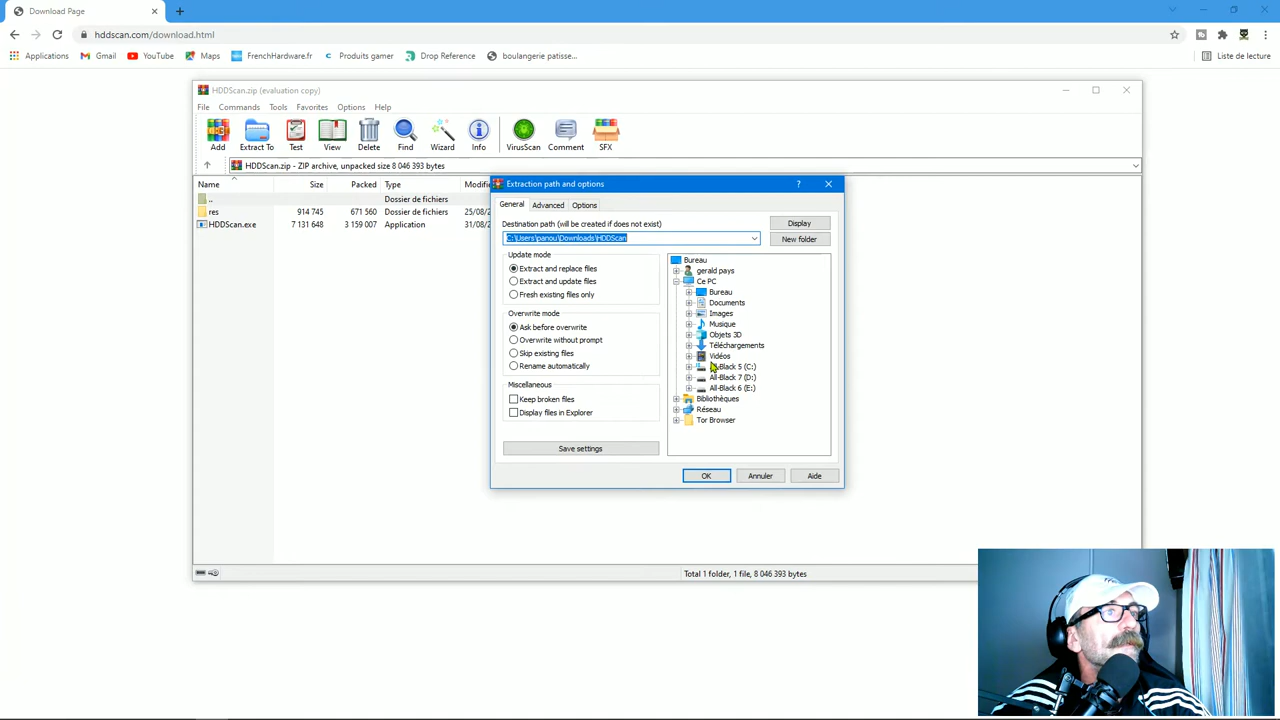 Download Page
hddscan.com/download.html
Applications Gmail YouTube Maps FrenchHardware.fr Produits gamer Drop Reference boulangerie patisse... Liste de lecture
HDDScan.zip (evaluation copy)
File Commands Tools Favorites Options Help
Add Extract To Test View Delete Find Wizard Info VirusScan Comment SFX
HDDScan.zip - ZIP archive, unpacked size 8 046 393 bytes
Name Size Packed Type
.. Dossier de fichiers
res 914 745 671 560 Dossier de fichiers
HDDScan.exe 7 131 648 3 159 007 Application
Extraction path and options
General Advanced Options
Destination path (will be created if does not exist)
C:\Users\panou\Downloads\HDDScan
Display
New folder
Update mode
Extract and replace files
Extract and update files
Fresh existing files only
Overwrite mode
Ask before overwrite
Overwrite without prompt
Skip existing files
Rename automatically
Miscellaneous
Keep broken files
Display files in Explorer
Save settings
Bureau
gerald pays
Ce PC
Bureau
Documents
Images
Musique
Objets 3D
Téléchargements
Vidéos
5 (C:)
All-Black 7 (D:)
All-Black 6 (E:)
Bibliothèques
Réseau
Tor Browser
OK Annuler Aide
Total 1 folder, 1 file, 8 046 393 bytes